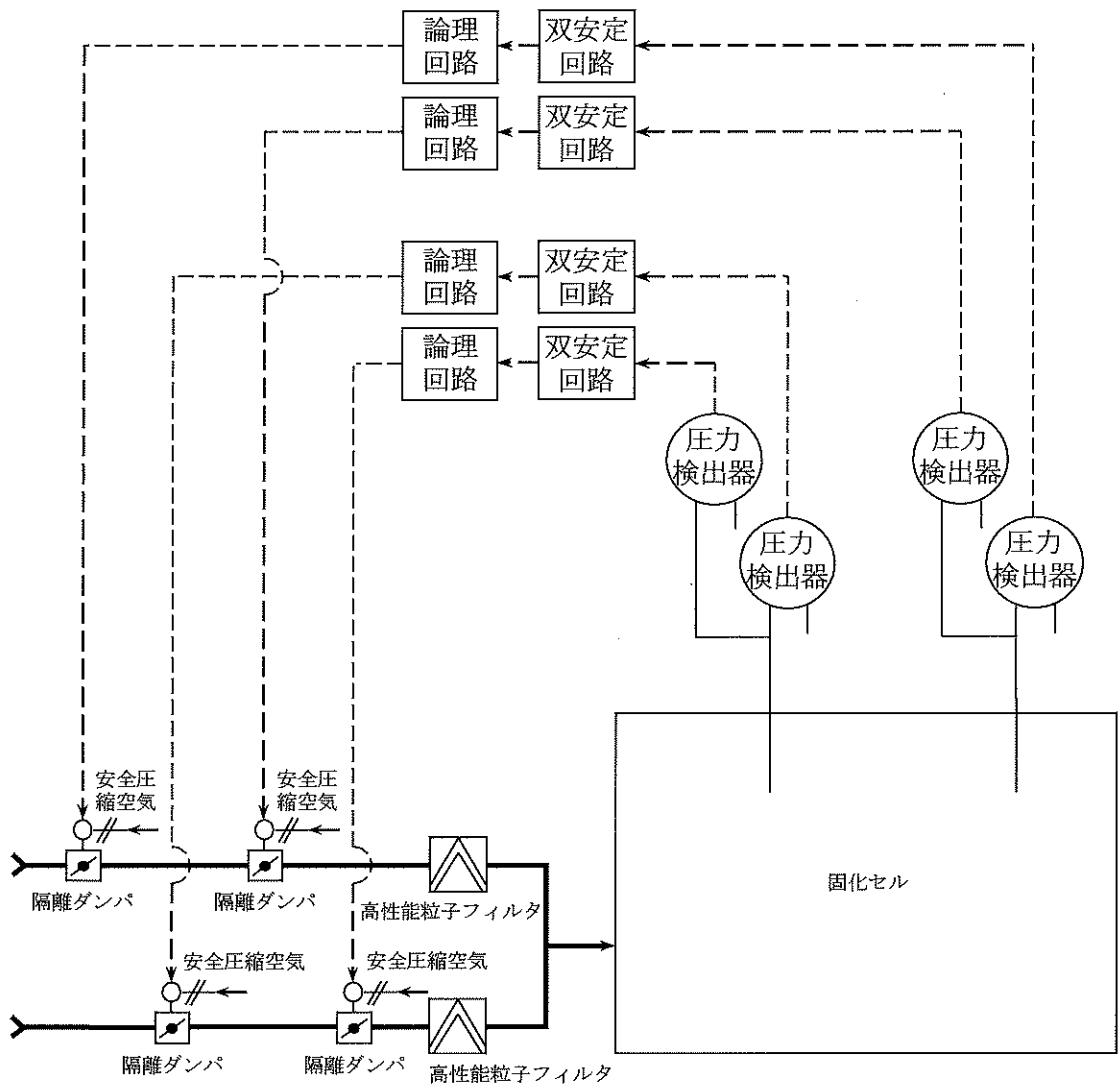 論理
回路
双安定
回路
論理
回路
双安定
回路
論理
回路
双安定
回路
論理
回路
双安定
回路
圧力
検出器
圧力
検出器
圧力
検出器
圧力
検出器
安全圧
縮空気
安全圧
縮空気
固化セル
隔離ダンパ
隔離ダンパ
高性能粒子フィルタ
安全圧縮空気
安全圧縮空気
隔離ダンパ
隔離ダンパ
高性能粒子フィルタ